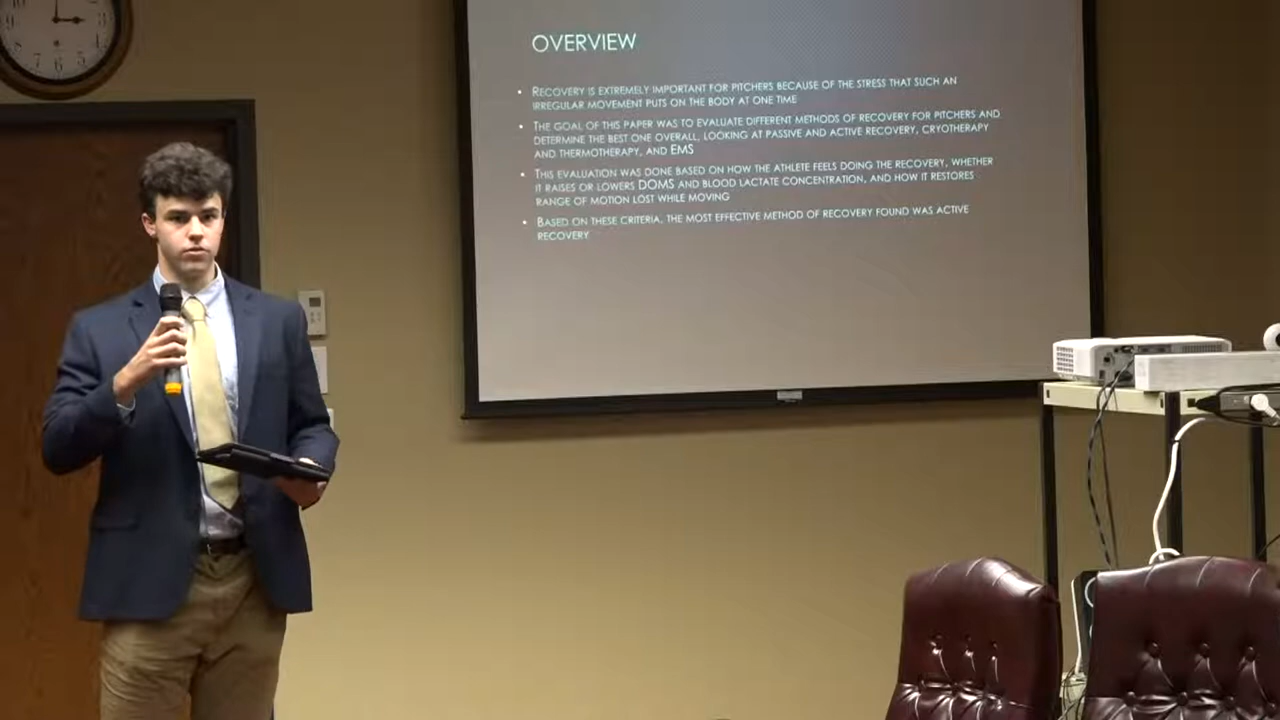 OVERVIEW
• RECOVERY IS EXTREMELY IMPORTANT FOR PITCHERS BECAUSE OF THE STRESS THAT SUCH AN
IRREGULAR MOVEMENT PUTS ON THE BODY AT ONE TIME
• THE GOAL OF THIS PAPER WAS TO EVALUATE DIFFERENT METHODS OF RECOVERY FOR PITCHERS AND
DETERMINE THE BEST ONE OVERALL, LOOKING AT PASSIVE AND ACTIVE RECOVERY, CRYOTHERAPY
AND THERMOTHERAPY, AND EMS
• THIS EVALUATION WAS DONE BASED ON HOW THE ATHLETE FEELS DOING THE RECOVERY, WHETHER
IT RAISES OR LOWERS DOMS AND BLOOD LACTATE CONCENTRATION, AND HOW IT RESTORES
RANGE OF MOTION LOST WHILE MOVING
• BASED ON THESE CRITERIA, THE MOST EFFECTIVE METHOD OF RECOVERY FOUND WAS ACTIVE
RECOVERY